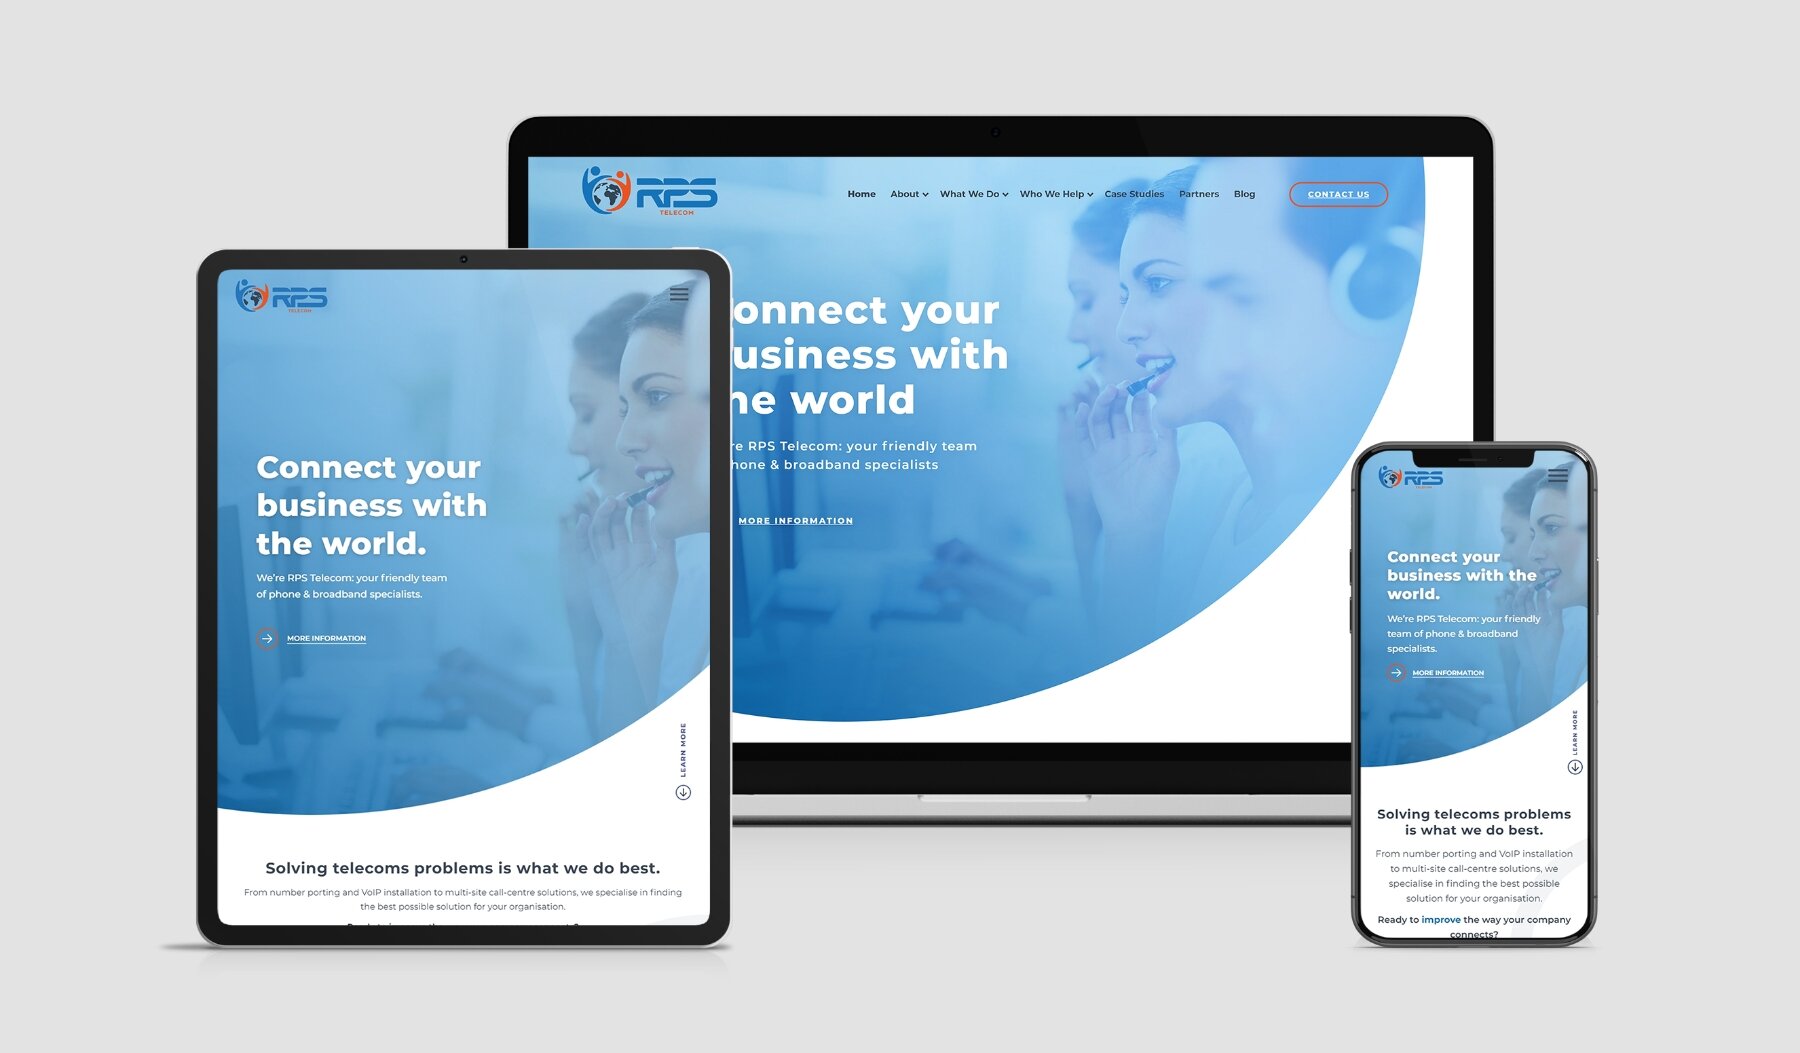 RPS
TELECOM
Home About What We Do Who We Help Case Studies Partners Blog CONTACT US
onnect your
usiness with
he world
re RPS Telecom: your friendly team
hone & broadband specialists
MORE INFORMATION
RPS
TELECOM
Connect your
business with
the world.
We're RPS Telecom: your friendly team
of phone & broadband specialists.
MORE INFORMATION
LEARN MORE
Solving telecoms problems is what we do best.
From number porting and VoIP installation to multi-site call-centre solutions, we specialise in finding
the best possible solution for your organisation.
RPS
TELECOM
Connect your
business with the
world.
We're RPS Telecom: your friendly
team of phone & broadband
specialists.
MORE INFORMATION
LEARN MORE
Solving telecoms problems
is what we do best.
From number porting and VoIP installation
to multi-site call-centre solutions, we
specialise in finding the best possible
solution for your organisation.
Ready to improve the way your company
connects?